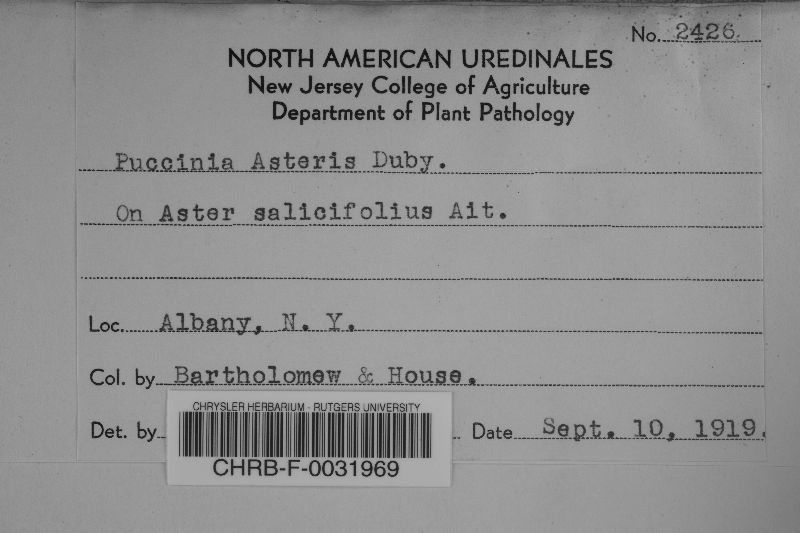 No. 2426.
NORTH AMERICAN UREDINALES
New Jersey College of Agriculture
Department of Plant Pathology
Puccinia Asteris Duby.
On Aster salicifolius Ait.
Loc. Albany, N. Y.
Col. by Bartholomew & House.
CHRYSLER HERBARIUM - RUTGERS UNIVERSITY
Det. by
Date Sept. 10, 1919.
CHRB-F-0031969